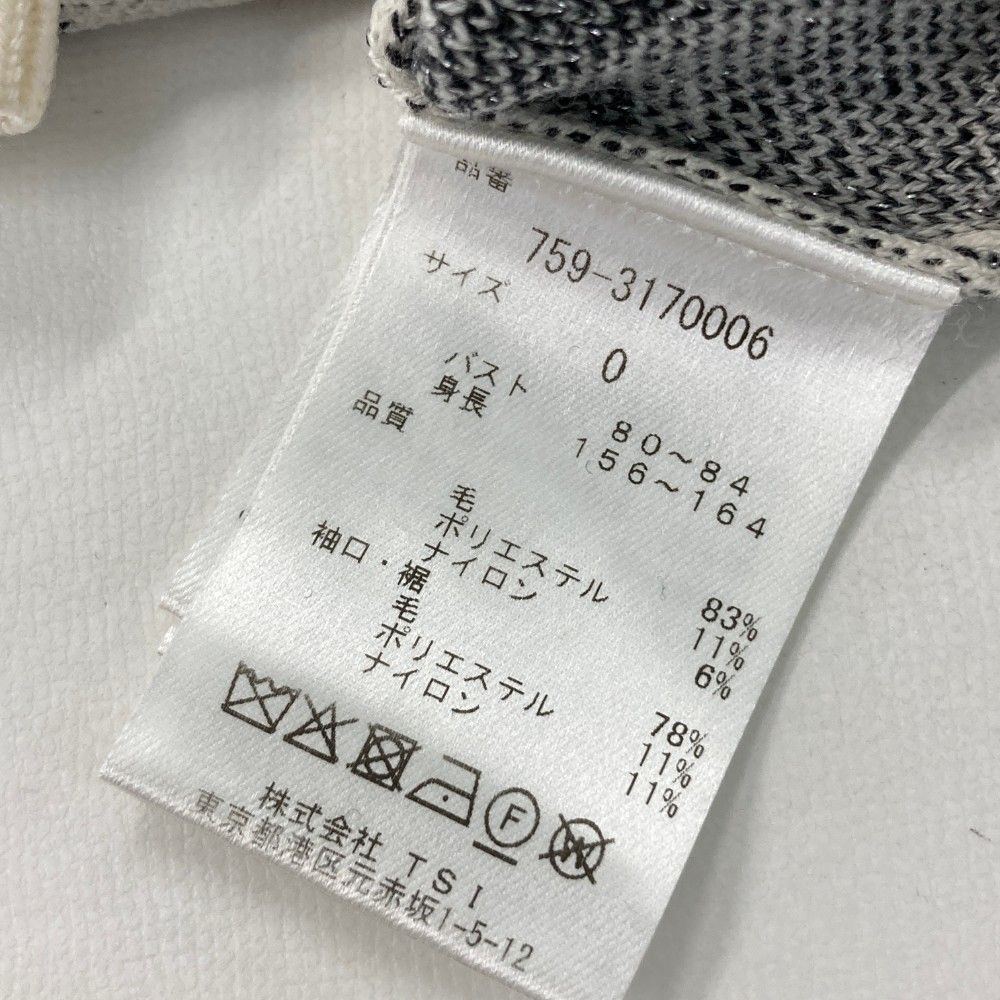 品番
759-3170006
サイズ
0
バスト 80～84
身長 156～164
品質
毛 83%
ポリエステル 11%
ナイロン 6%
袖口・裾
毛 78%
ポリエステル 11%
ナイロン 11%
F
W
株式会社 TSI
東京都港区元赤坂1-5-12